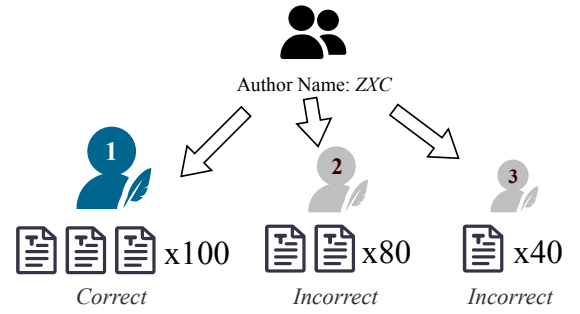 Author Name: ZXC
1
2
3
x100
x80
x40
Correct
Incorrect
Incorrect